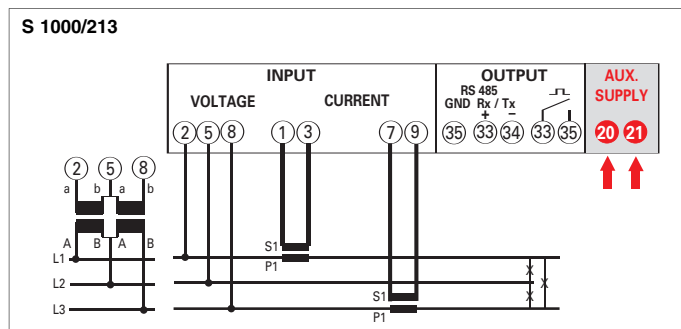 S 1000/213
INPUT
OUTPUT
AUX.
SUPPLY
VOLTAGE
CURRENT
RS 485
GND Rx / Tx
+ −
2 5 8 1 3 7 9 35 33 34 33 35 20 21
2 5 8
a b a b
A B A B
L1
L2
L3
S1
P1
S1
P1
X
X
X